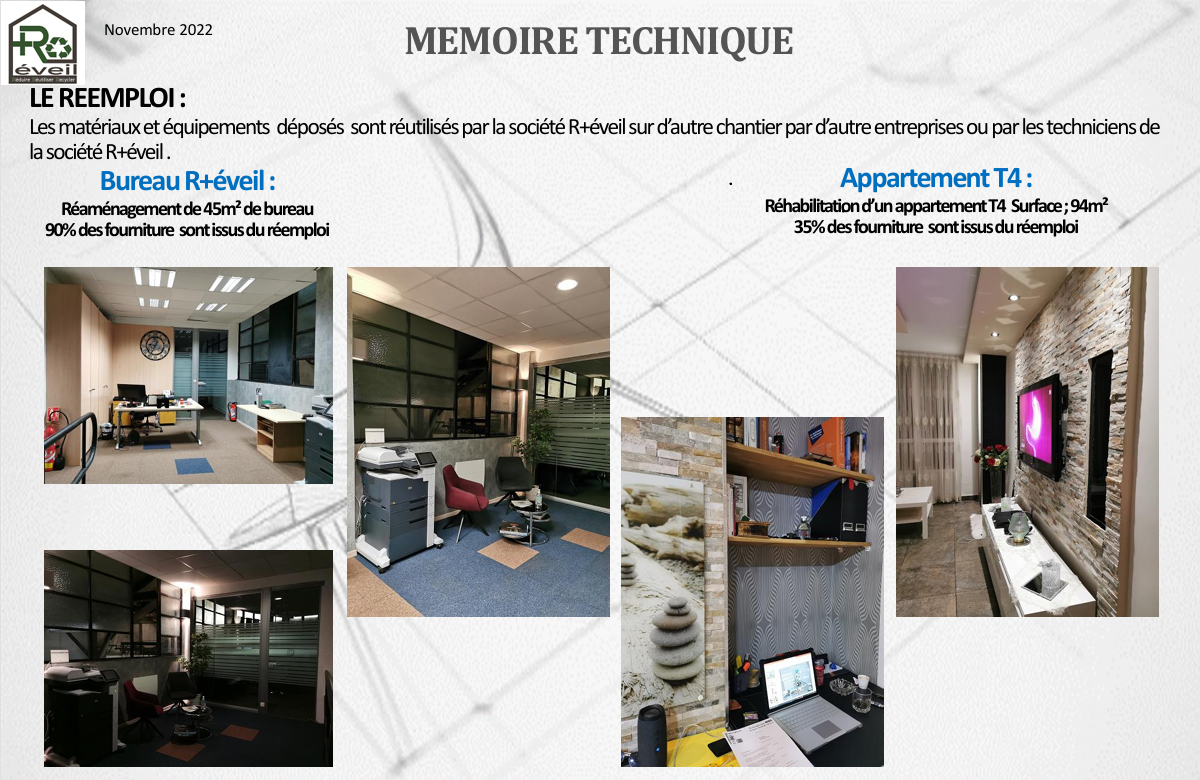 +R
éveil
Réduire Réutiliser Recycler
Novembre 2022
MEMOIRE TECHNIQUE
LE REEMPLOI :
Les matériaux et équipements déposés sont réutilisés par la société R+éveil sur d’autre chantier par d’autre entreprises ou par les techniciens de
la société R+éveil .
Bureau R+éveil :
Réaménagement de 45m² de bureau
90% des fourniture sont issus du réemploi
.
Appartement T4 :
Réhabilitation d’un appartement T4 Surface ; 94m²
35% des fourniture sont issus du réemploi